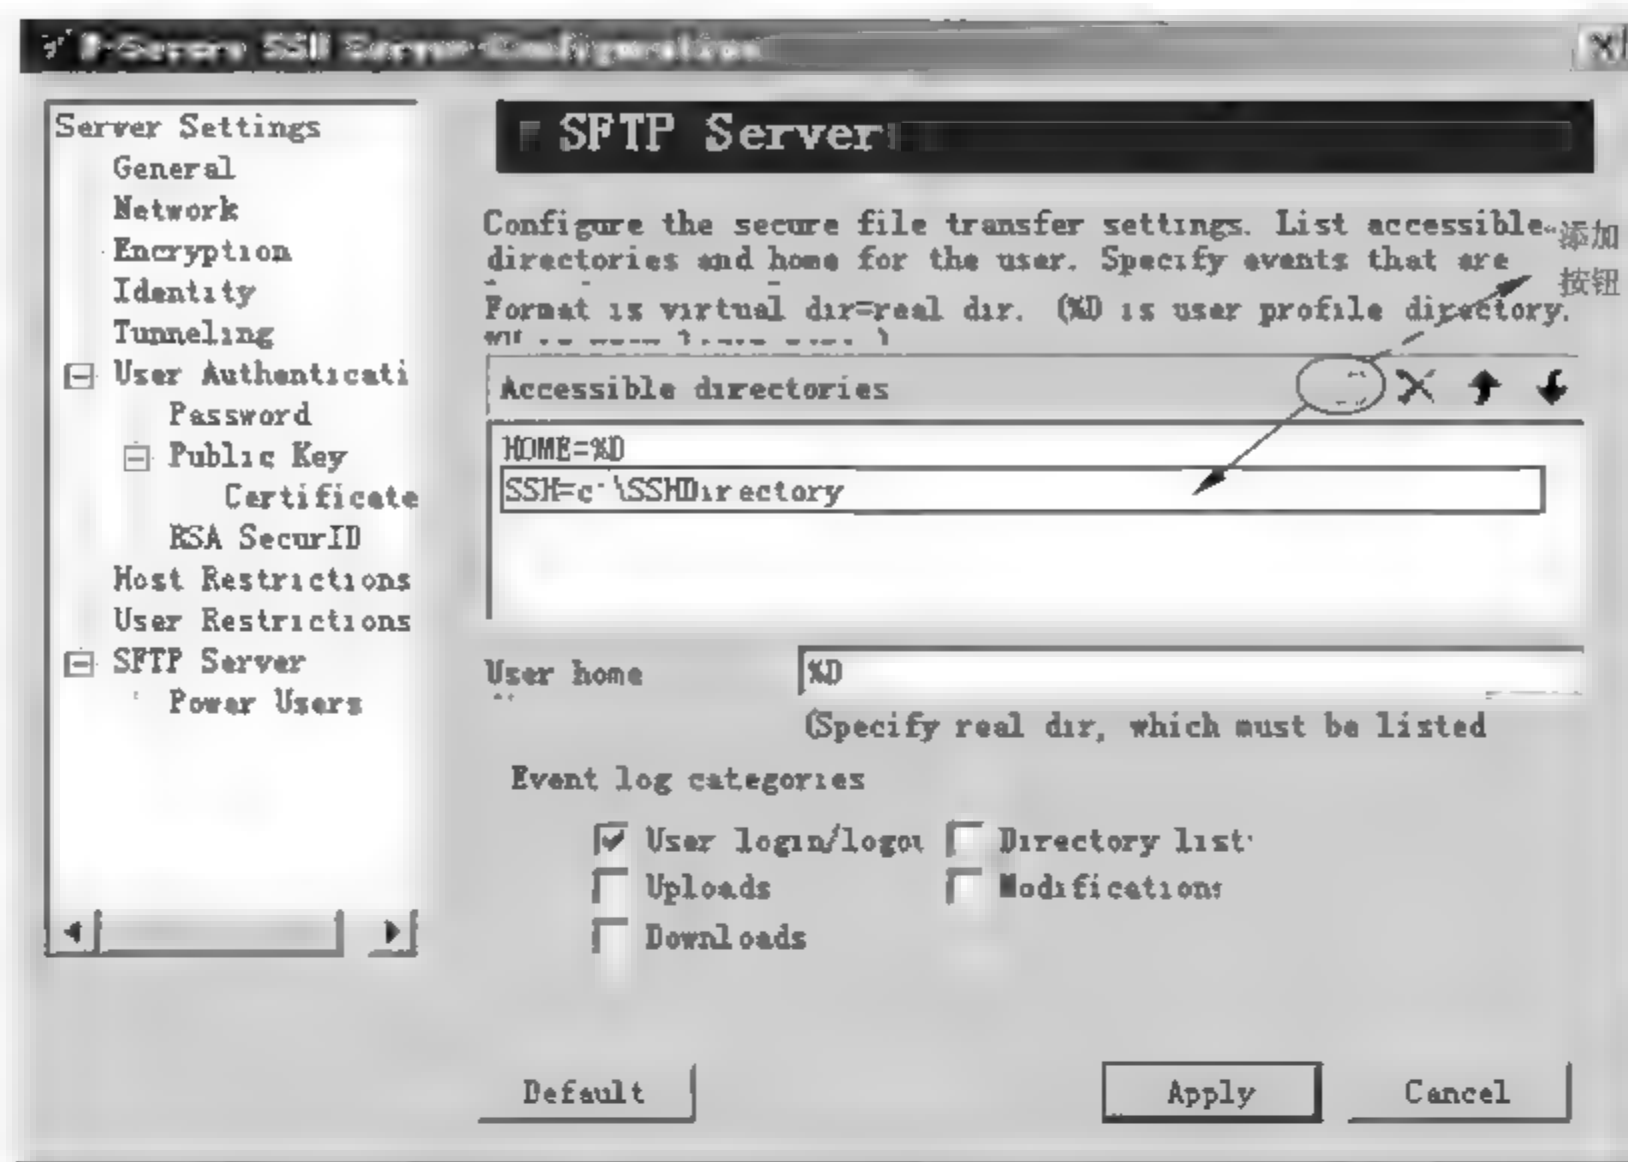 SSH Server Configuration
Server Settings
General
Network
Encryption
Identity
Tunneling
User Authenticati
Password
Public Key
Certificate
RSA SecurID
Host Restrictions
User Restrictions
SFTP Server
Power Users
SFTP Server
Configure the secure file transfer settings. List accessible
directories and home for the user. Specify events that are
Format is virtual dir=real dir. (%D is user profile directory.
添加
按钮
Accessible directories
HOME=%D
SSH=c:\SSHDirectory
User home
%D
(Specify real dir, which must be listed
Event log categories
User login/logou
Directory list
Uploads
Modifications
Downloads
Default
Apply
Cancel